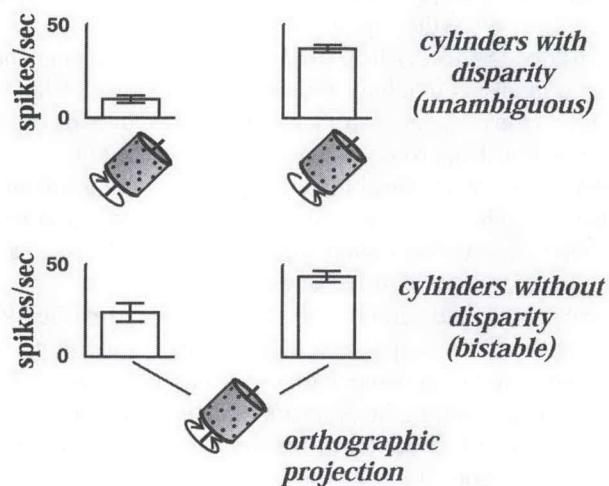 50
spikes/sec
0
cylinders with
disparity
(unambiguous)
50
spikes/sec
0
cylinders without
disparity
(bistable)
orthographic
projection